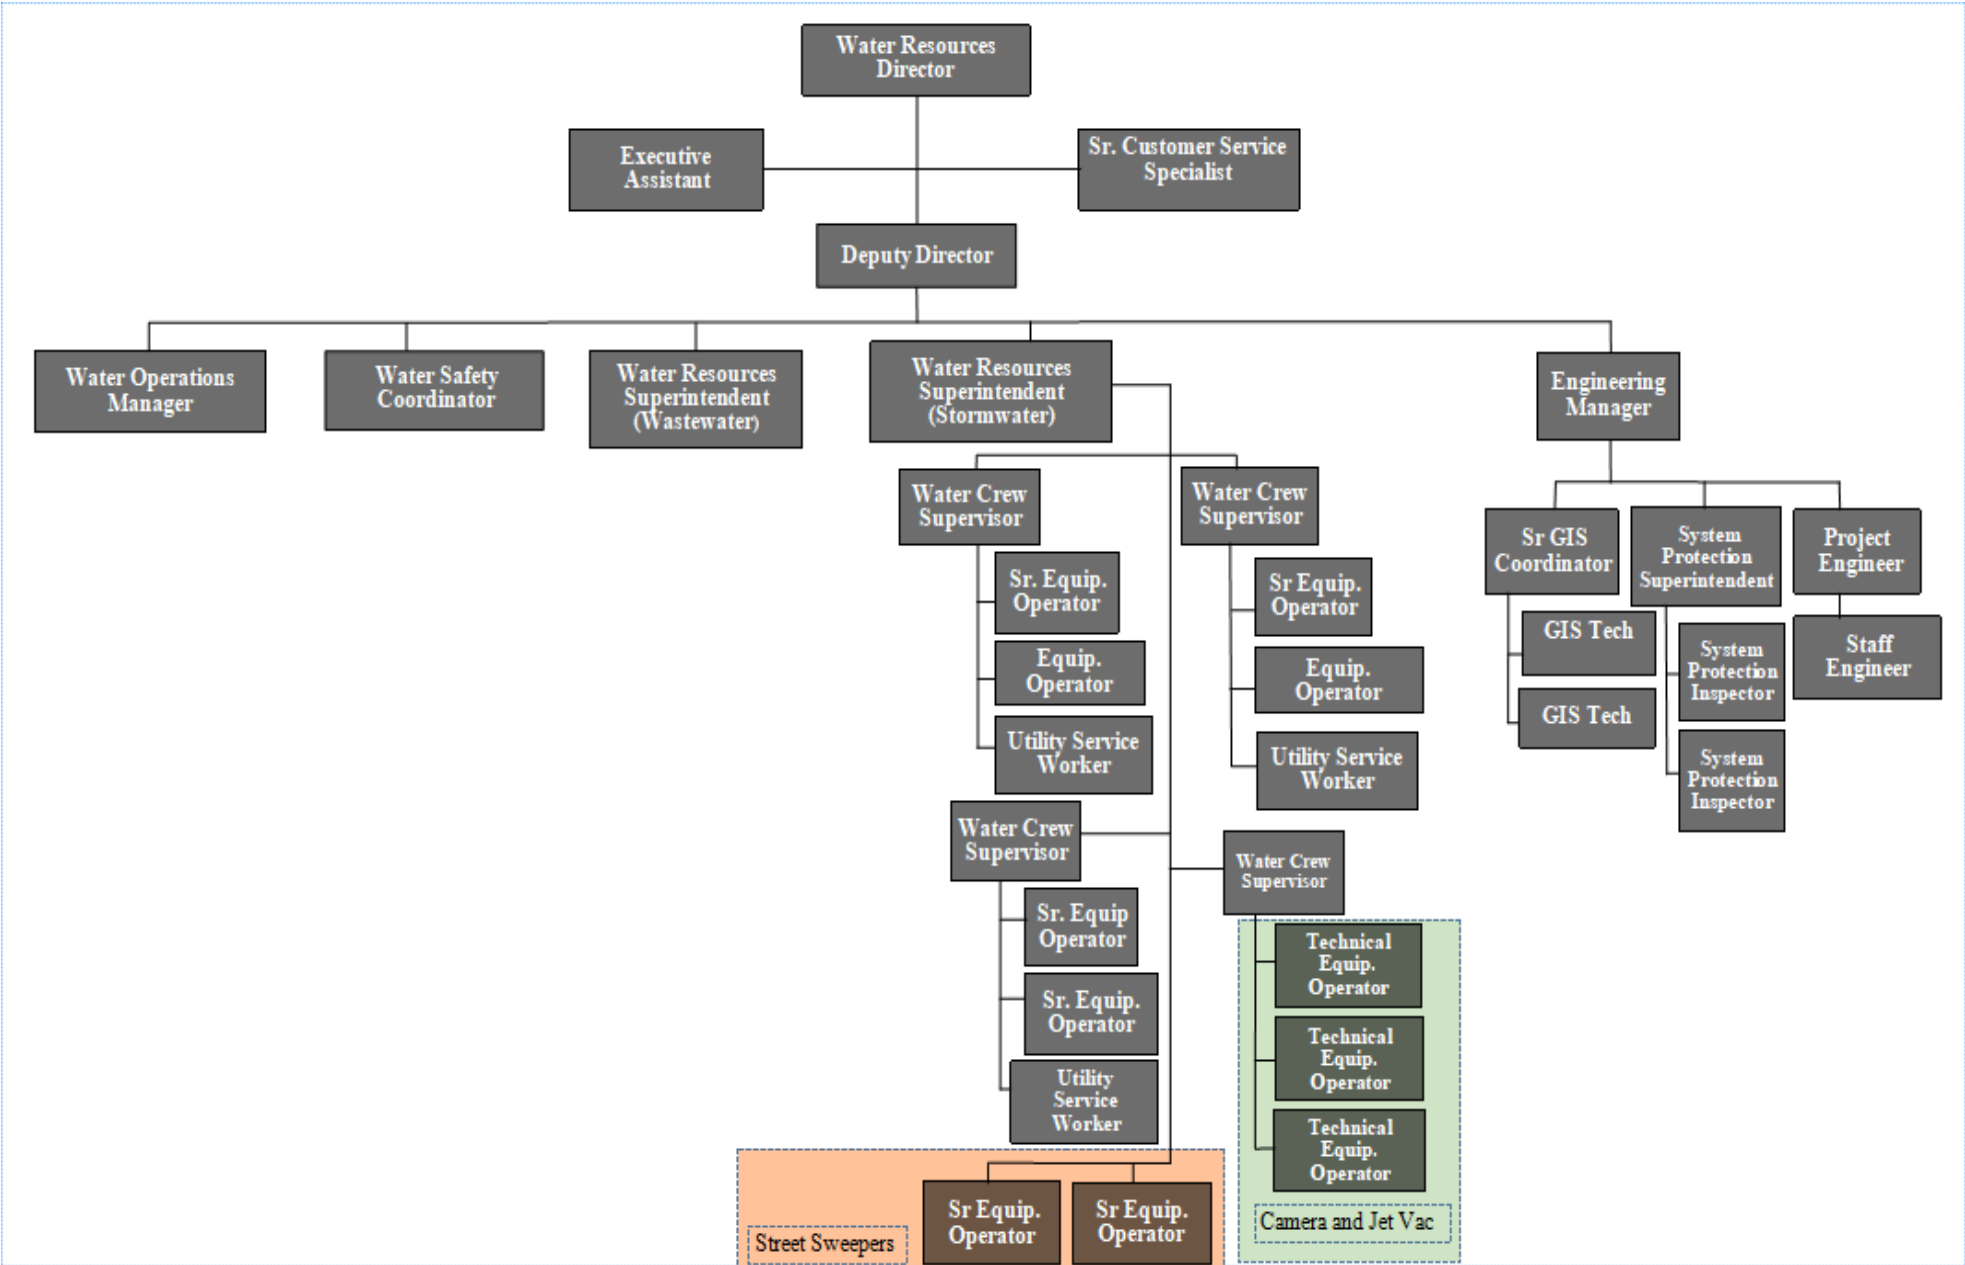 Water Resources
Director
Executive
Assistant
Sr. Customer Service
Specialist
Deputy Director
Water Operations
Manager
Water Safety
Coordinator
Water Resources
Superintendent
(Wastewater)
Water Resources
Superintendent
(Stormwater)
Engineering
Manager
Water Crew
Supervisor
Sr. Equip.
Operator
Equip.
Operator
Utility Service
Worker
Water Crew
Supervisor
Sr Equip.
Operator
Equip.
Operator
Utility Service
Worker
Sr GIS
Coordinator
GIS Tech
GIS Tech
System
Protection
Superintendent
System
Protection
Inspector
System
Protection
Inspector
Project
Engineer
Staff
Engineer
Water Crew
Supervisor
Sr. Equip
Operator
Sr. Equip.
Operator
Utility
Service
Worker
Water Crew
Supervisor
Technical
Equip.
Operator
Technical
Equip.
Operator
Technical
Equip.
Operator
Camera and Jet Vac
Street Sweepers
Sr Equip.
Operator
Sr Equip.
Operator